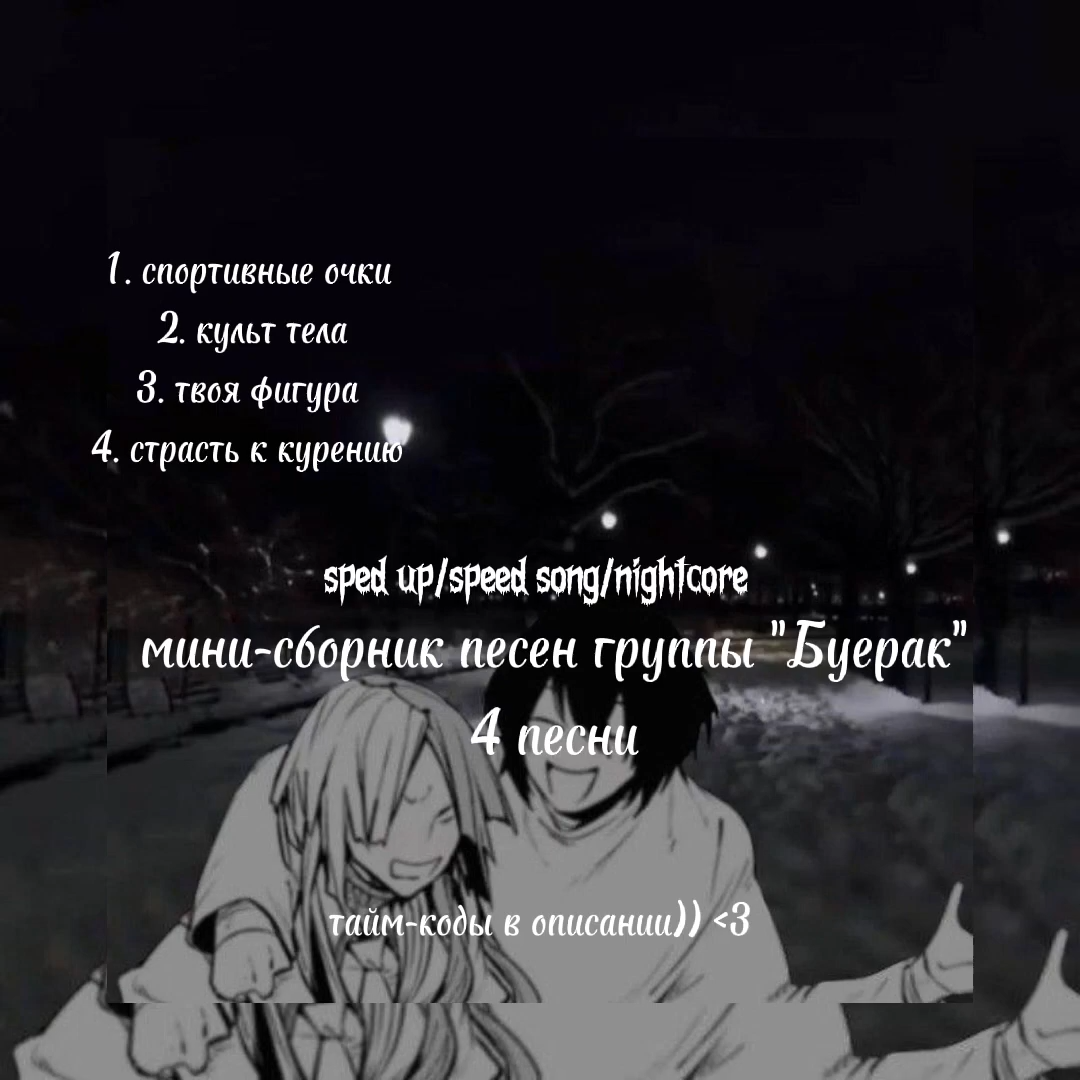 1. спортивные очки
2. культ тела
3. твоя фигура
4. страсть к курению
sped up/speed song/nightcore
мини-сборник песен группы "Буерак"
4 песни
тайм-коды в описании)) <3